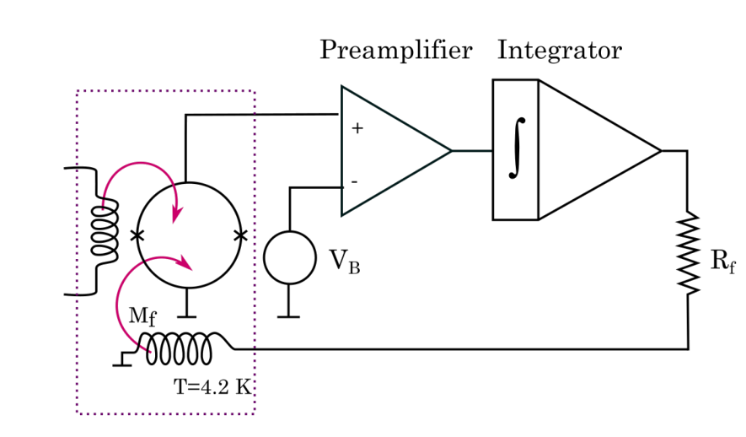 Preamplifier Integrator
+
∫
-
V_B
R_f
M_f
T=4.2 K